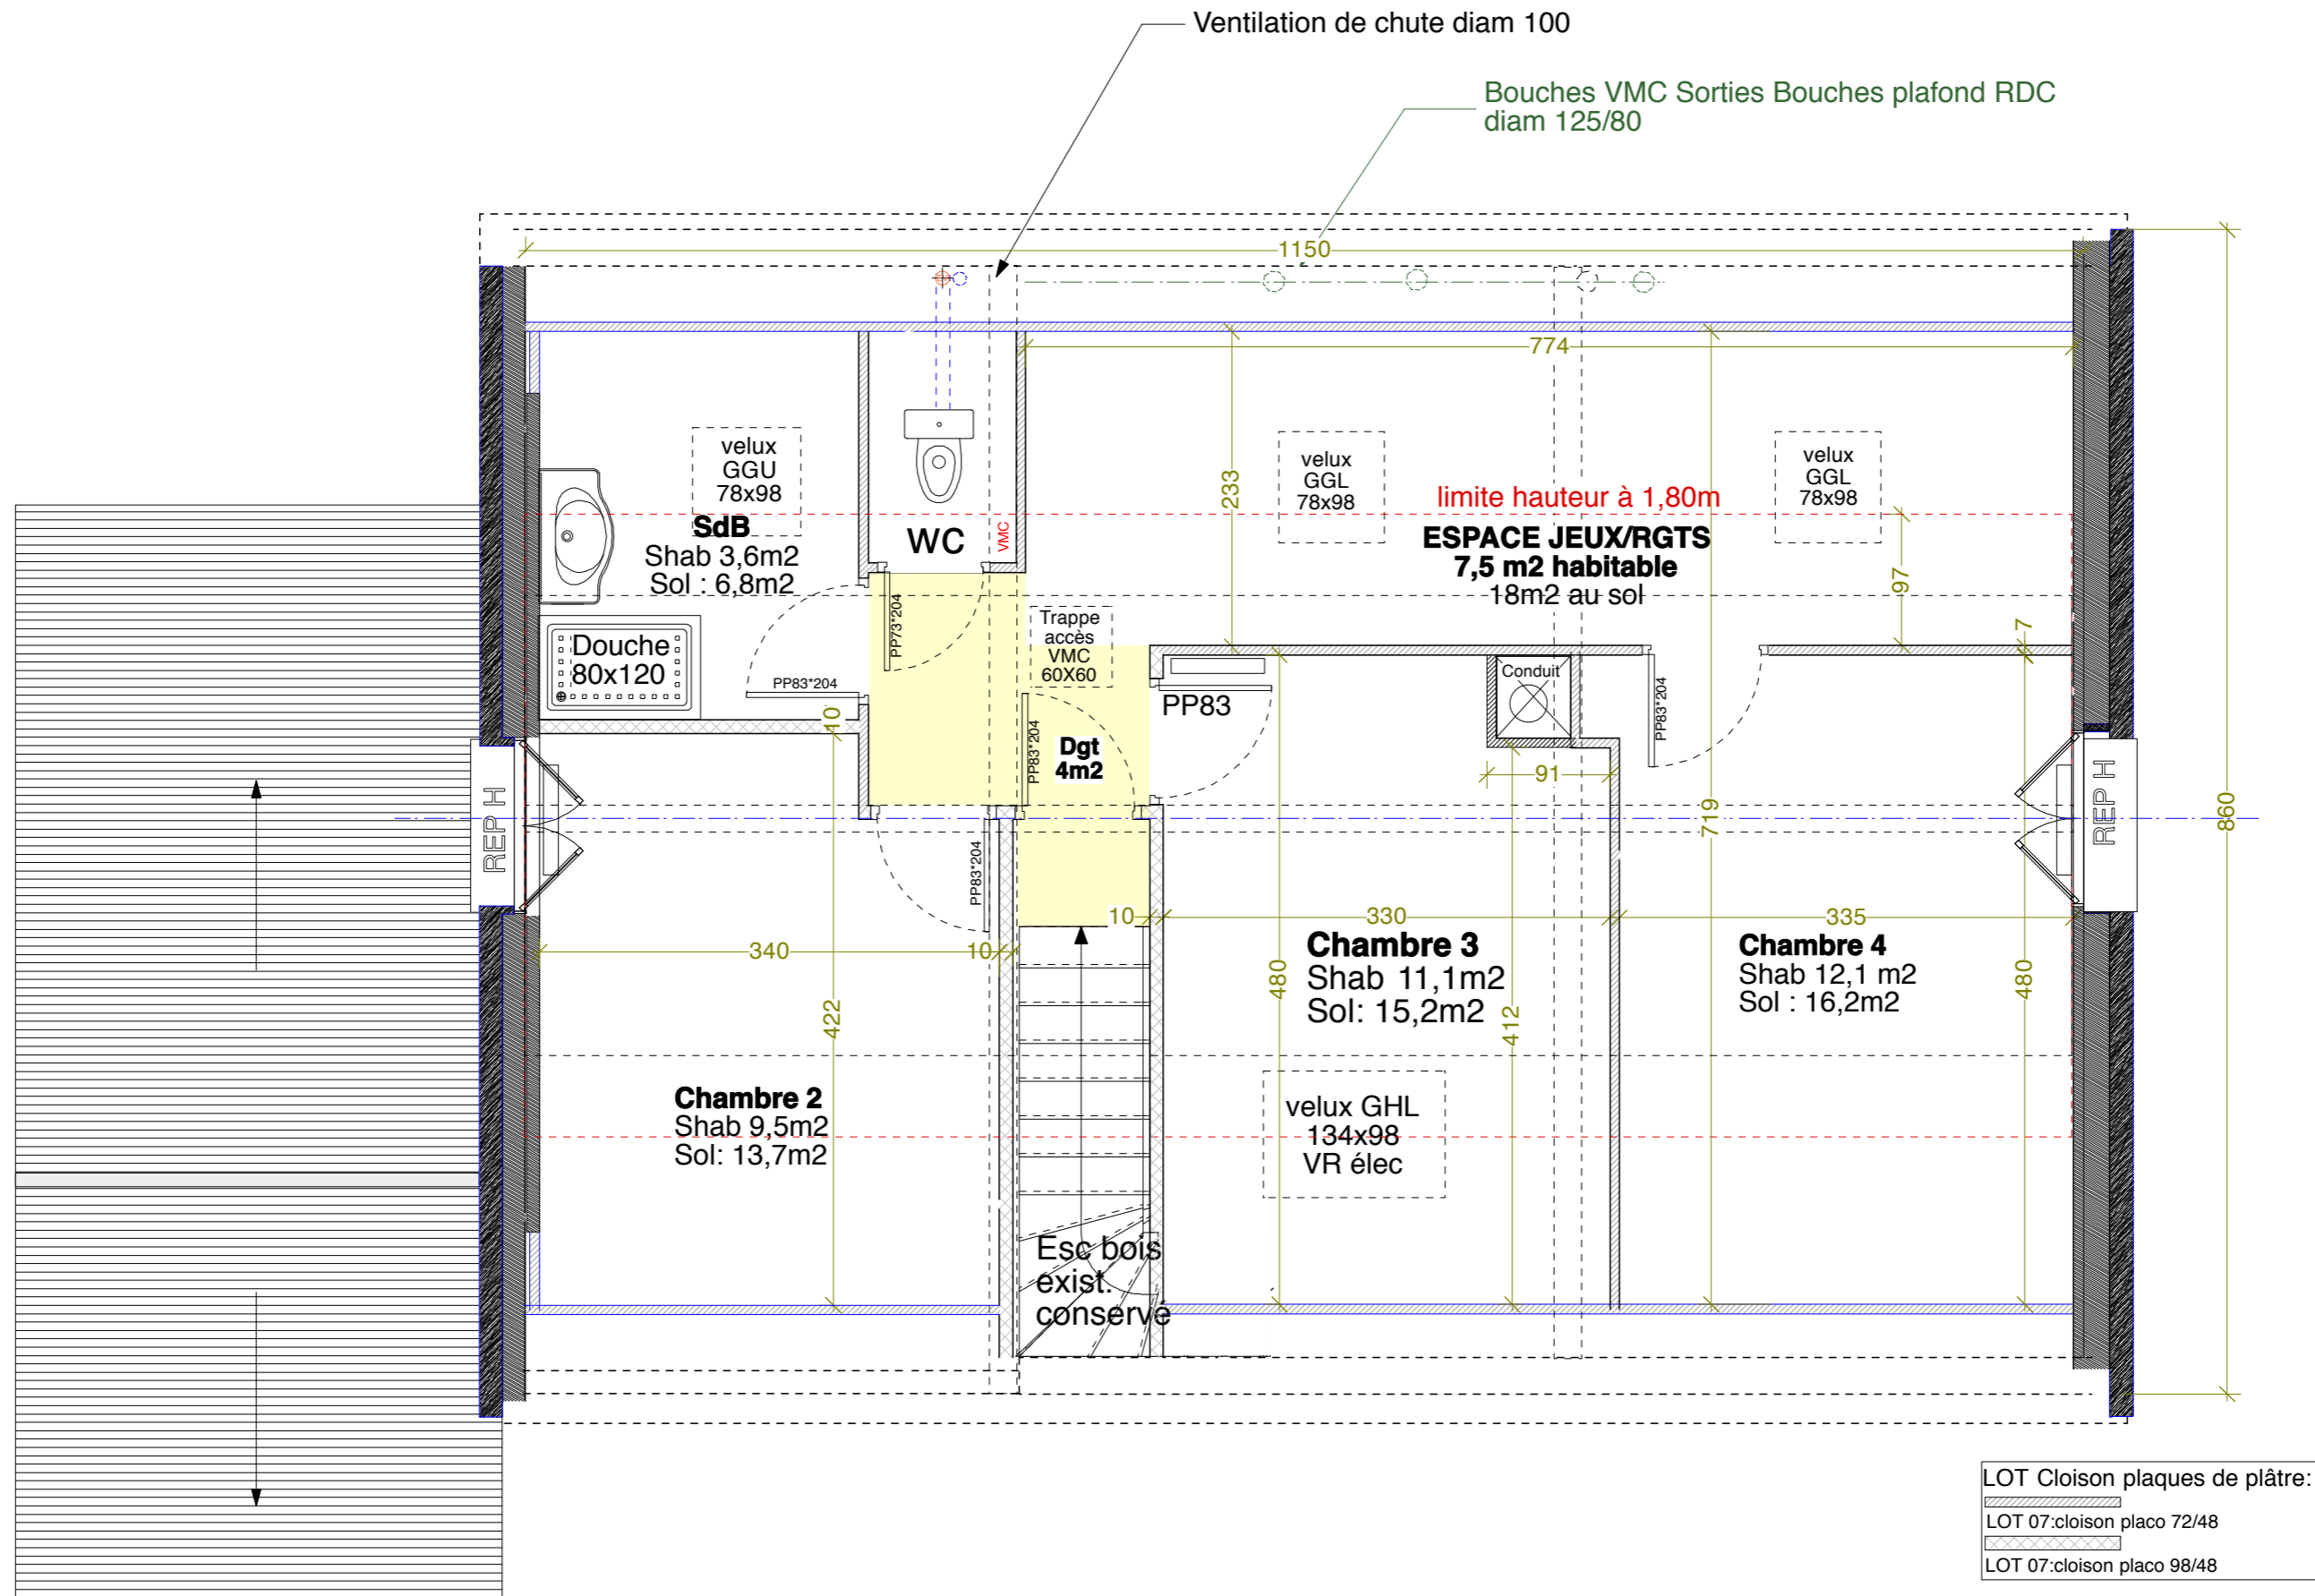 Ventilation de chute diam 100
Bouches VMC Sorties Bouches plafond RDC
diam 125/80
1150
774
velux
GGU
78x98
SdB
Shab 3,6m2
Sol : 6,8m2
WC
VMC
233
velux
GGL
78x98
velux
GGL
78x98
limite hauteur à 1,80m
ESPACE JEUX/RGTS
7,5 m2 habitable
18m2 au sol
97
7
Douche
80x120
PP83*204
PP73*204
10
Trappe
accès
VMC
60X60
PP83*204
Dgt
4m2
PP83
Conduit
PP83*204
91
719
860
REP H
REP H
PP83*204
340
10
422
10
330
335
480
412
480
Chambre 3
Shab 11,1m2
Sol: 15,2m2
Chambre 4
Shab 12,1 m2
Sol : 16,2m2
Chambre 2
Shab 9,5m2
Sol: 13,7m2
velux GHL
134x98
VR élec
Esc bois
exist.
conservé
LOT Cloison plaques de plâtre:
LOT 07:cloison placo 72/48
LOT 07:cloison placo 98/48